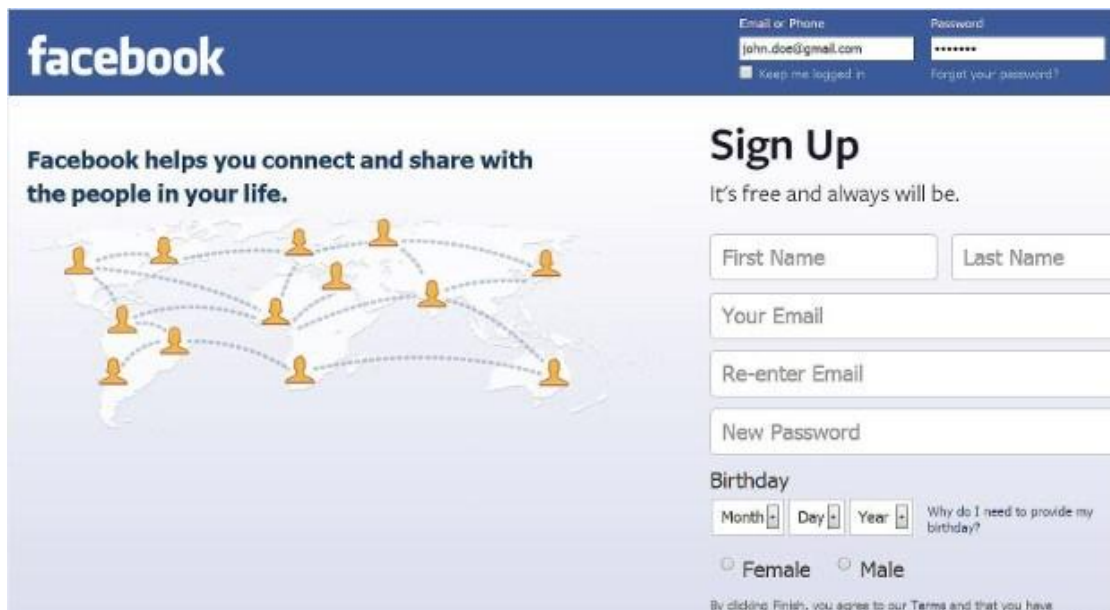 facebook
Email or Phone
Password
john.doe@gmail.com
•••••••
Keep me logged in
Forgot your password?
Facebook helps you connect and share with
the people in your life.
Sign Up
It's free and always will be.
First Name
Last Name
Your Email
Re-enter Email
New Password
Birthday
Month
Day
Year
Why do I need to provide my
birthday?
Female
Male
By clicking Finish, you agree to our Terms and that you have